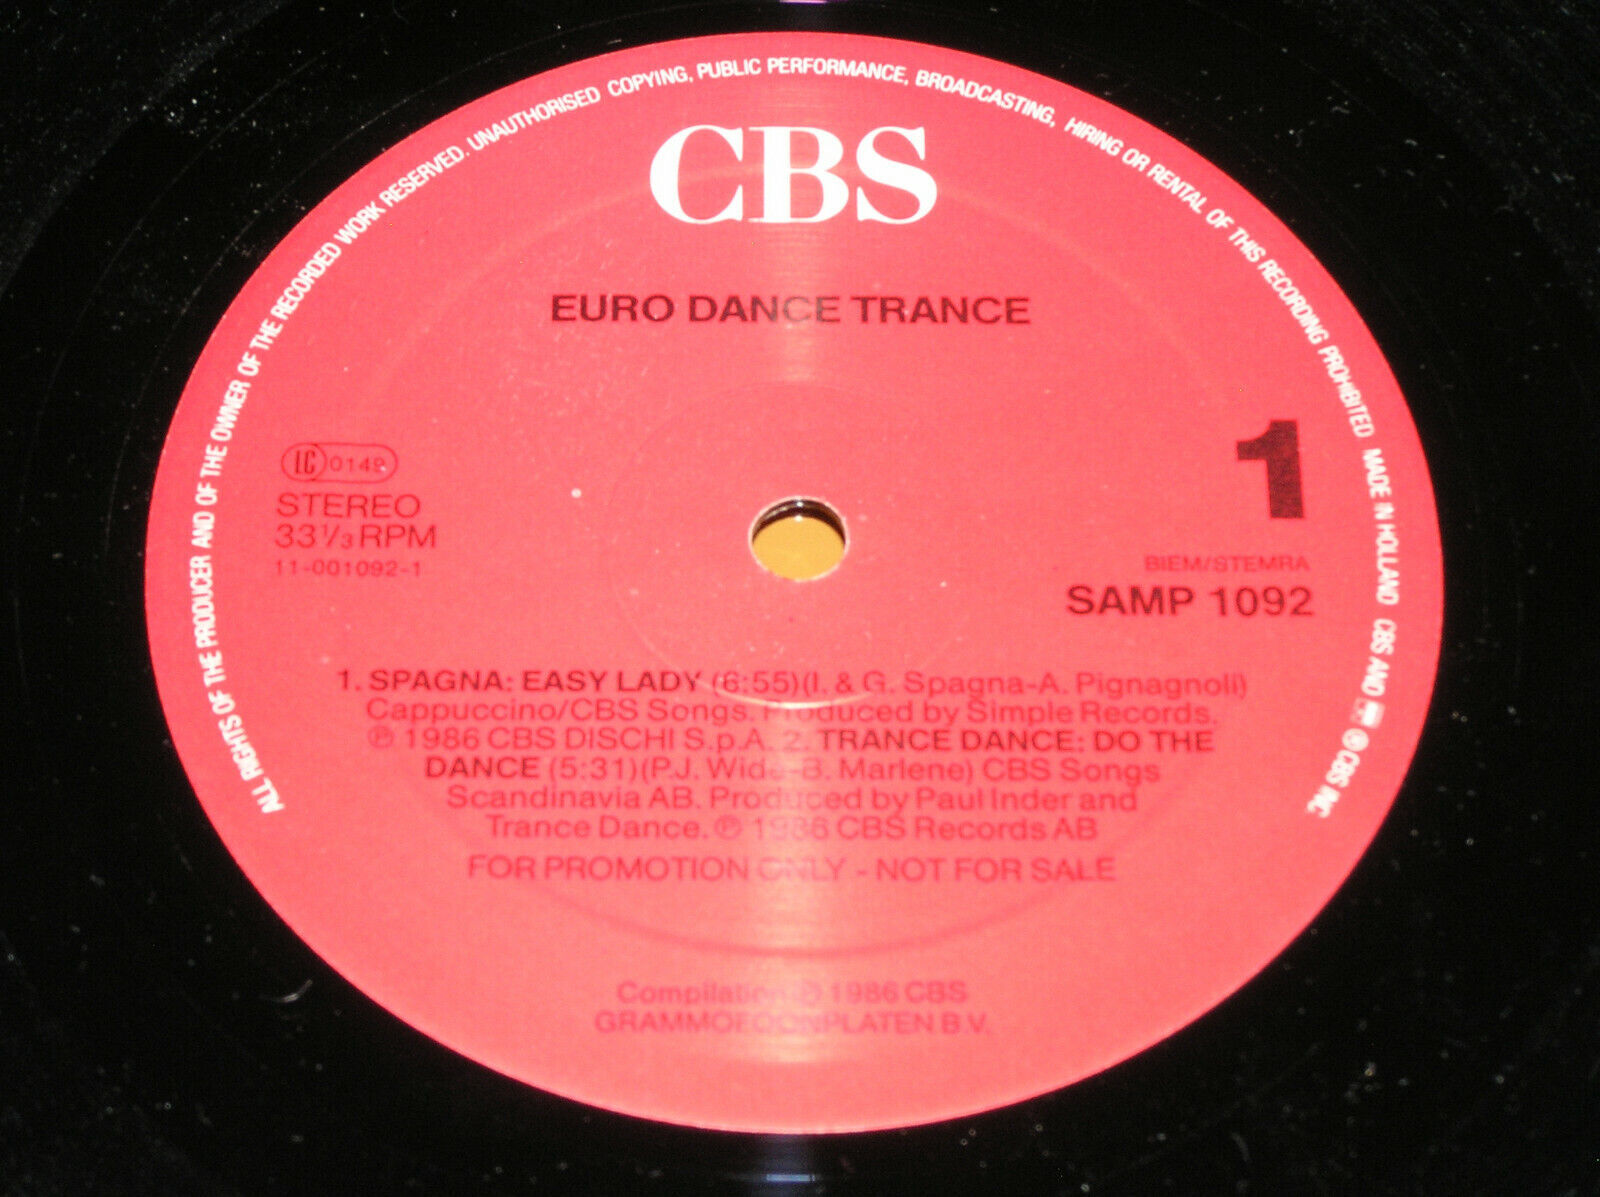 ALL RIGHTS OF THE PRODUCER AND OF THE OWNER OF THE RECORDED WORK RESERVED. UNAUTHORISED COPYING, PUBLIC PERFORMANCE, BROADCASTING, HIRING OR RENTAL OF THIS RECORDING PROHIBITED MADE IN HOLLAND CBS AND ® CBS INC.
CBS
EURO DANCE TRANCE
1
LC 0149
STEREO
33 1/3 RPM
11-001092-1
BIEM/STEMRA
SAMP 1092
1. SPAGNA: EASY LADY (6:55)(I. & G. Spagna-A. Pignagnoli)
Cappuccino/CBS Songs. Produced by Simple Records.
℗ 1986 CBS DISCHI S.p.A. 2. TRANCE DANCE: DO THE
DANCE (5:31)(P.J. Wide-B. Marlene) CBS Songs
Scandinavia AB. Produced by Paul Inder and
Trance Dance. ℗ 1986 CBS Records AB
FOR PROMOTION ONLY - NOT FOR SALE
Compilation ℗ 1986 CBS
GRAMMOFOONPLATEN B.V.